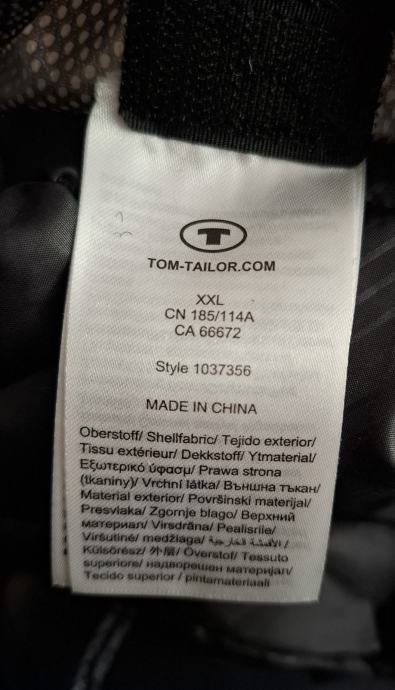 T
TOM-TAILOR.COM
XXL
CN 185/114A
CA 66672
Style 1037356
MADE IN CHINA
Oberstoff/ Shellfabric/ Tejido exterior/
Tissu extérieur/ Dekkstoff/ Ytmaterial/
Εξωτερικό ύφασμ/ Prawa strona
(tkaniny)/ Vrchní látka/ Външна тъкан/
Material exterior/ Površinski materijal/
Presvlaka/ Zgornje blago/ Верхний
материал/ Virsdrāna/ Pealisriie/
Viršutinė/ medžiaga/ الأقمشة الخارجية /
Külsőrész/ 外层/ Överstof/ Tessuto
superiore/ надворешен материјал/
Tecido superior / pintamateriaali